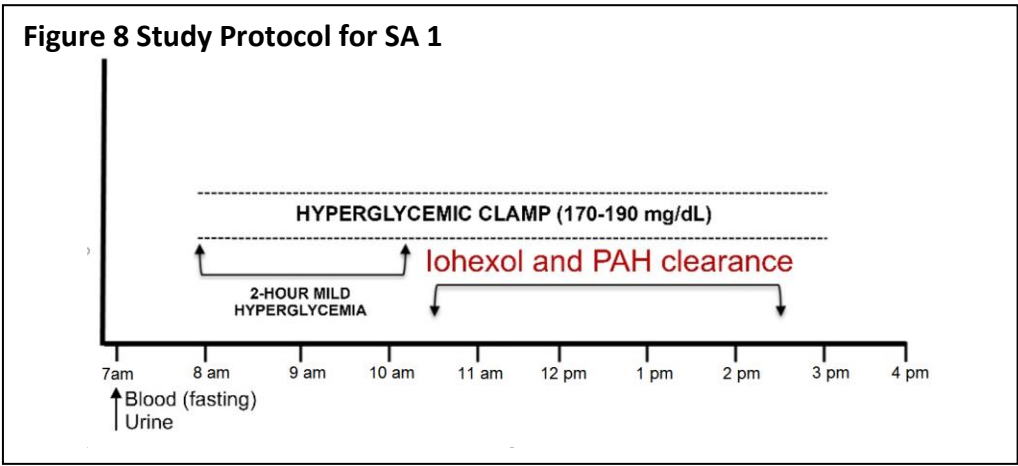 Figure 8 Study Protocol for SA 1
HYPERGLYCEMIC CLAMP (170-190 mg/dL)
Iohexol and PAH clearance
2-HOUR MILD
HYPERGLYCEMIA
7am 8 am 9 am 10 am 11 am 12 pm 1 pm 2 pm 3 pm 4 pm
Blood (fasting)
Urine